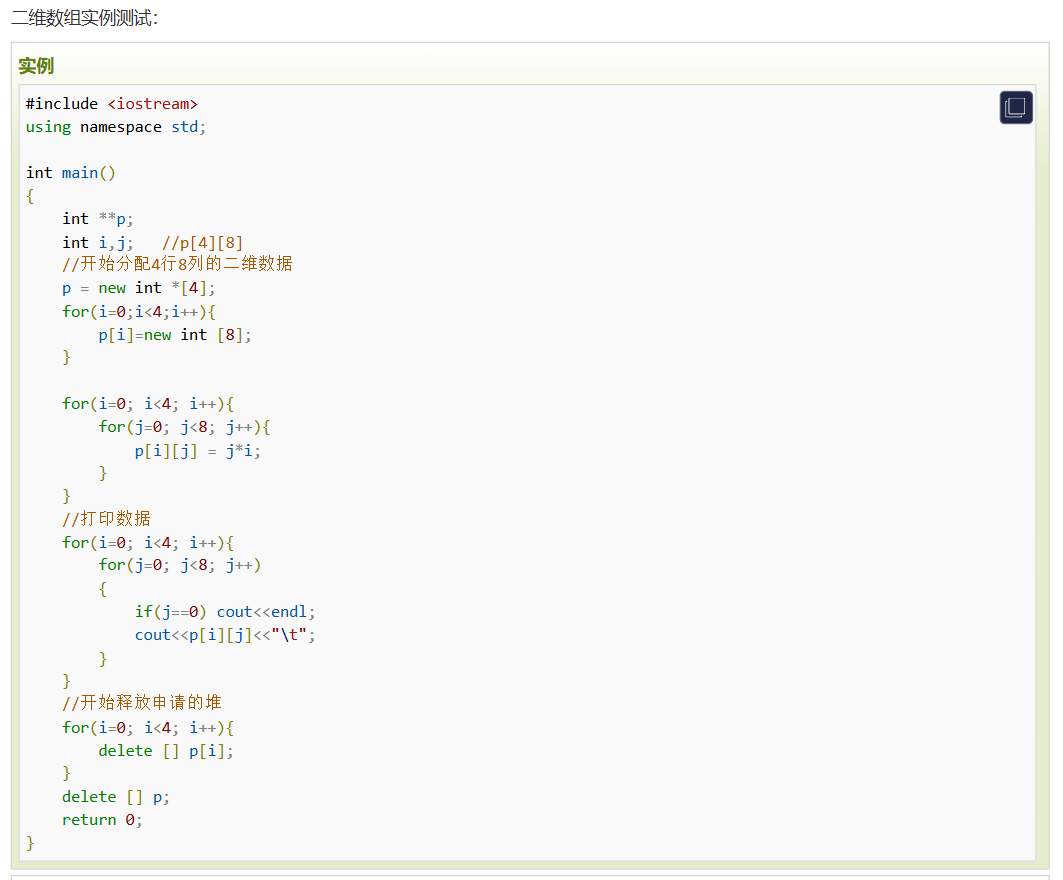 二维数组实例测试：
实例
#include <iostream>
using namespace std;
int main()
{
    int **p;
    int i,j;   //p[4][8]
    //开始分配4行8列的二维数据
    p = new int *[4];
    for(i=0;i<4;i++){
        p[i]=new int [8];
    }
    for(i=0; i<4; i++){
        for(j=0; j<8; j++){
            p[i][j] = j*i;
        }
    }
    //打印数据
    for(i=0; i<4; i++){
        for(j=0; j<8; j++)
        {
            if(j==0) cout<<endl;
            cout<<p[i][j]<<"\t";
        }
    }
    //开始释放申请的堆
    for(i=0; i<4; i++){
        delete [] p[i];
    }
    delete [] p;
    return 0;
}